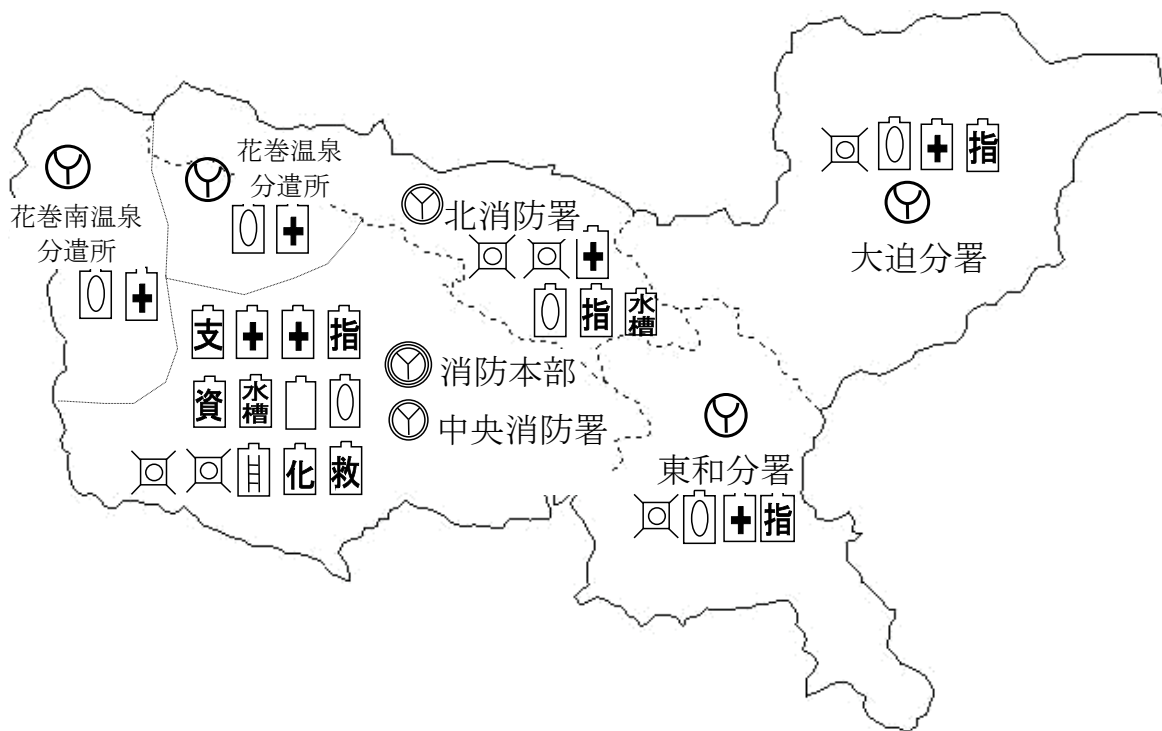 花巻温泉
分遣所
花巻南温泉
分遣所
北消防署
指
水槽
指
大迫分署
支
指
資
水槽
化
救
消防本部
中央消防署
東和分署
指